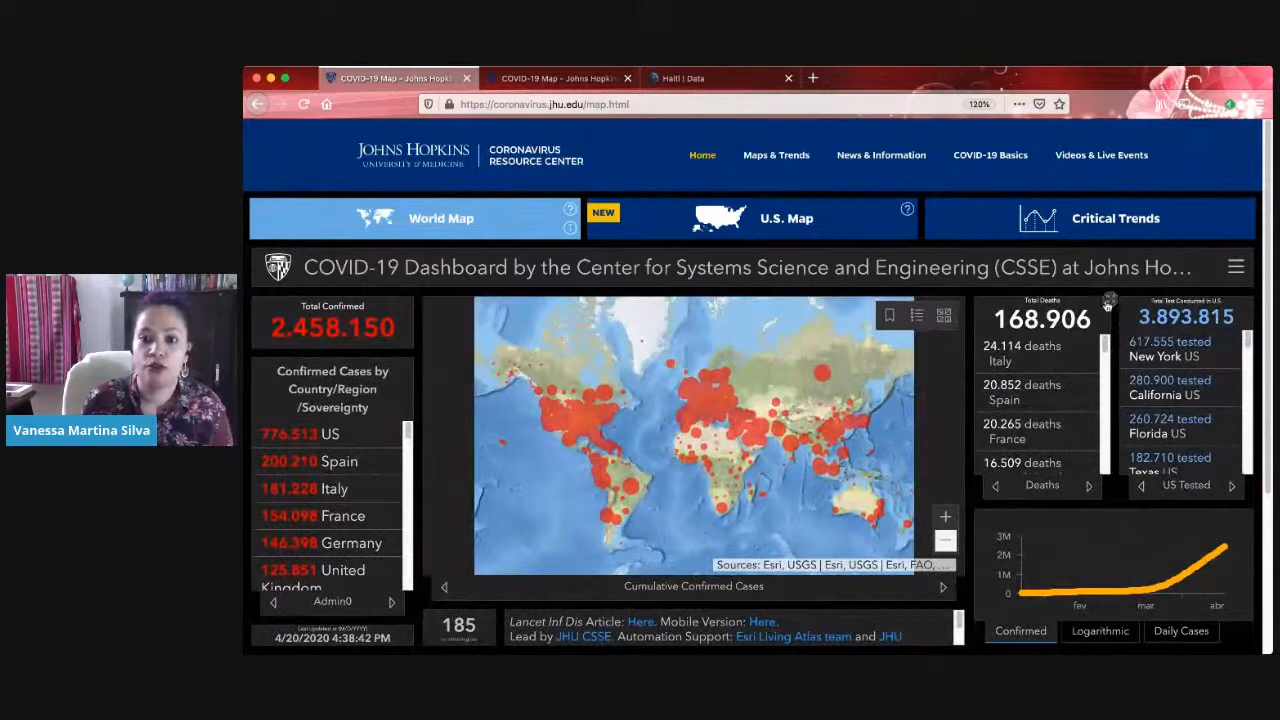 COVID-19 Map – Johns Hopki
COVID-19 Map – Johns Hopki
Haiti | Data
https://coronavirus.jhu.edu/map.html
120%
JOHNS HOPKINS
UNIVERSITY & MEDICINE
CORONAVIRUS
RESOURCE CENTER
Home
Maps & Trends
News & Information
COVID-19 Basics
Videos & Live Events
World Map
NEW
U.S. Map
Critical Trends
COVID-19 Dashboard by the Center for Systems Science and Engineering (CSSE) at Johns Ho...
Total Confirmed
2.458.150
Confirmed Cases by
Country/Region
/Sovereignty
776.513 US
200.210 Spain
181.228 Italy
154.098 France
146.398 Germany
125.851 United
Kingdom
Admin0
Last Updated at (M/D/YYYY)
4/20/2020 4:38:42 PM
Vanessa Martina Silva
Sources: Esri, USGS | Esri, USGS | Esri, FAO, ...
Cumulative Confirmed Cases
185
Lancet Inf Dis Article: Here. Mobile Version: Here.
Lead by JHU CSSE. Automation Support: Esri Living Atlas team and JHU
Total Deaths
168.906
24.114 deaths
Italy
20.852 deaths
Spain
20.265 deaths
France
16.509 deaths
Deaths
Total Test Conducted in U.S.
3.893.815
617.555 tested
New York US
280.900 tested
California US
260.724 tested
Florida US
182.710 tested
Texas US
US Tested
3M
2M
1M
0
fev
mar
abr
Confirmed
Logarithmic
Daily Cases